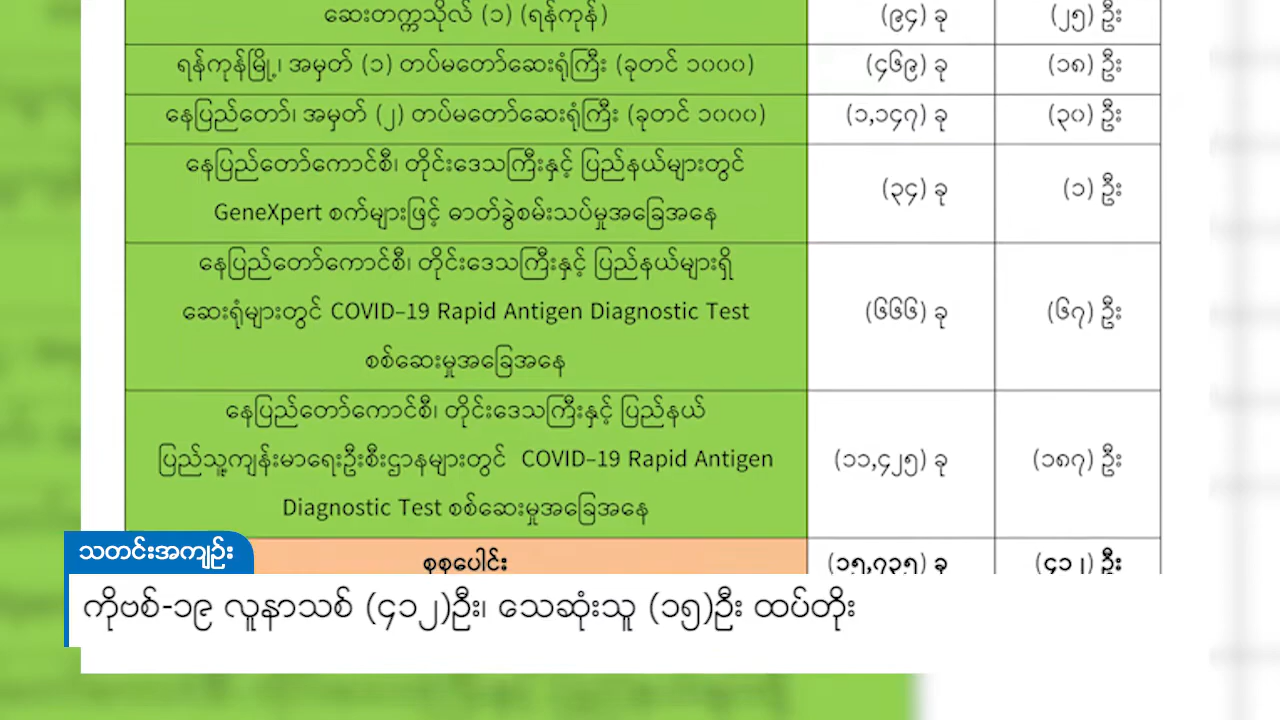 ဆေးတက္ကသိုလ် (၁) (ရန်ကုန်) (၉၄) ခု (၂၅) ဦး
ရန်ကုန်မြို့၊ အမှတ် (၁) တပ်မတော်ဆေးရုံကြီး (ခုတင် ၁၀၀၀) (၄၆၉) ခု (၁၈) ဦး
နေပြည်တော်၊ အမှတ် (၂) တပ်မတော်ဆေးရုံကြီး (ခုတင် ၁၀၀၀) (၁,၁၄၇) ခု (၃၀) ဦး
နေပြည်တော်ကောင်စီ၊ တိုင်းဒေသကြီးနှင့် ပြည်နယ်များတွင်
GeneXpert စက်များဖြင့် ဓာတ်ခွဲစမ်းသပ်မှုအခြေအနေ (၃၄) ခု (၁) ဦး
နေပြည်တော်ကောင်စီ၊ တိုင်းဒေသကြီးနှင့် ပြည်နယ်များရှိ
ဆေးရုံများတွင် COVID–19 Rapid Antigen Diagnostic Test (၆၆၆) ခု (၆၇) ဦး
စစ်ဆေးမှုအခြေအနေ
နေပြည်တော်ကောင်စီ၊ တိုင်းဒေသကြီးနှင့် ပြည်နယ်
ပြည်သူ့ကျန်းမာရေးဦးစီးဌာနများတွင် COVID–19 Rapid Antigen (၁၁,၄၂၅) ခု (၁၈၇) ဦး
Diagnostic Test စစ်ဆေးမှုအခြေအနေ
စုစုပေါင်း (၁၅,၇၃၅) ခု (၄၁၂) ဦး
သတင်းအကျဉ်း
ကိုဗစ်-၁၉ လူနာသစ် (၄၁၂)ဦး၊ သေဆုံးသူ (၁၅)ဦး ထပ်တိုး